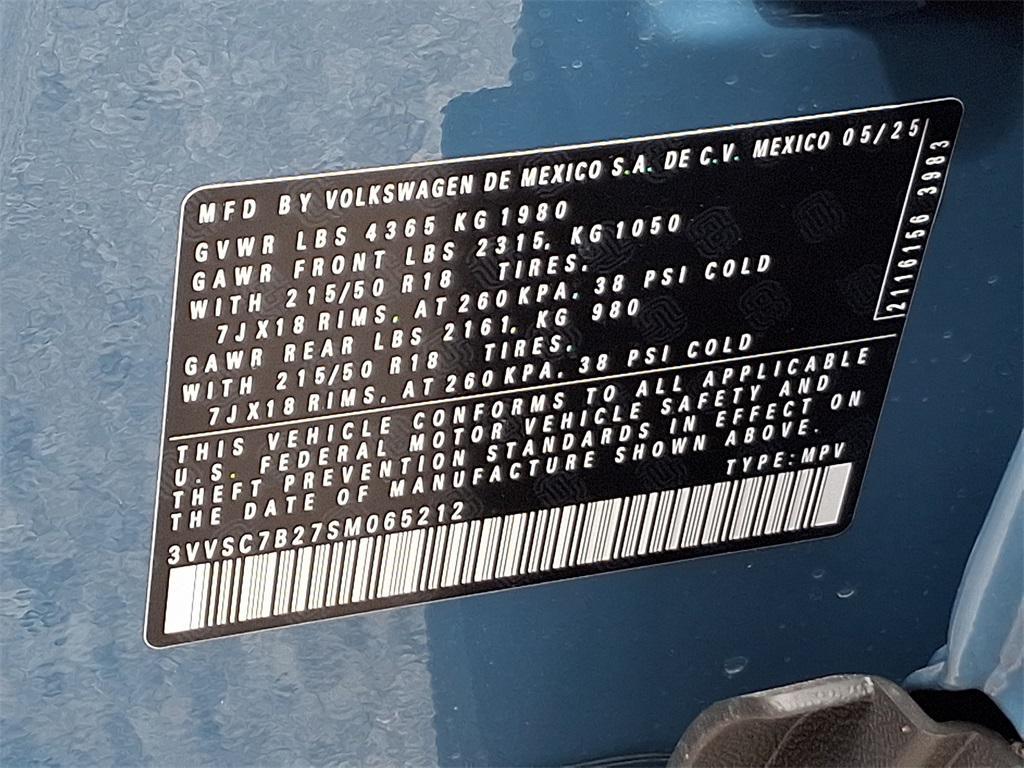 MFD BY VOLKSWAGEN DE MEXICO S.A. DE C.V. MEXICO 05/25
GVWR LBS 4365 KG 1980
GAWR FRONT LBS 2315. KG 1050
WITH 215/50 R18 TIRES.
7J X18 RIMS. AT 260 KPA. 38 PSI COLD
GAWR REAR LBS 2161. KG 980
WITH 215/50 R18 TIRES.
7J X18 RIMS. AT 260 KPA. 38 PSI COLD
2116156 3983
THIS VEHICLE CONFORMS TO ALL APPLICABLE
U.S. FEDERAL MOTOR VEHICLE SAFETY AND
THEFT PREVENTION STANDARDS IN EFFECT ON
THE DATE OF MANUFACTURE SHOWN ABOVE.
TYPE: MPV
3VVSC7B27SM065212